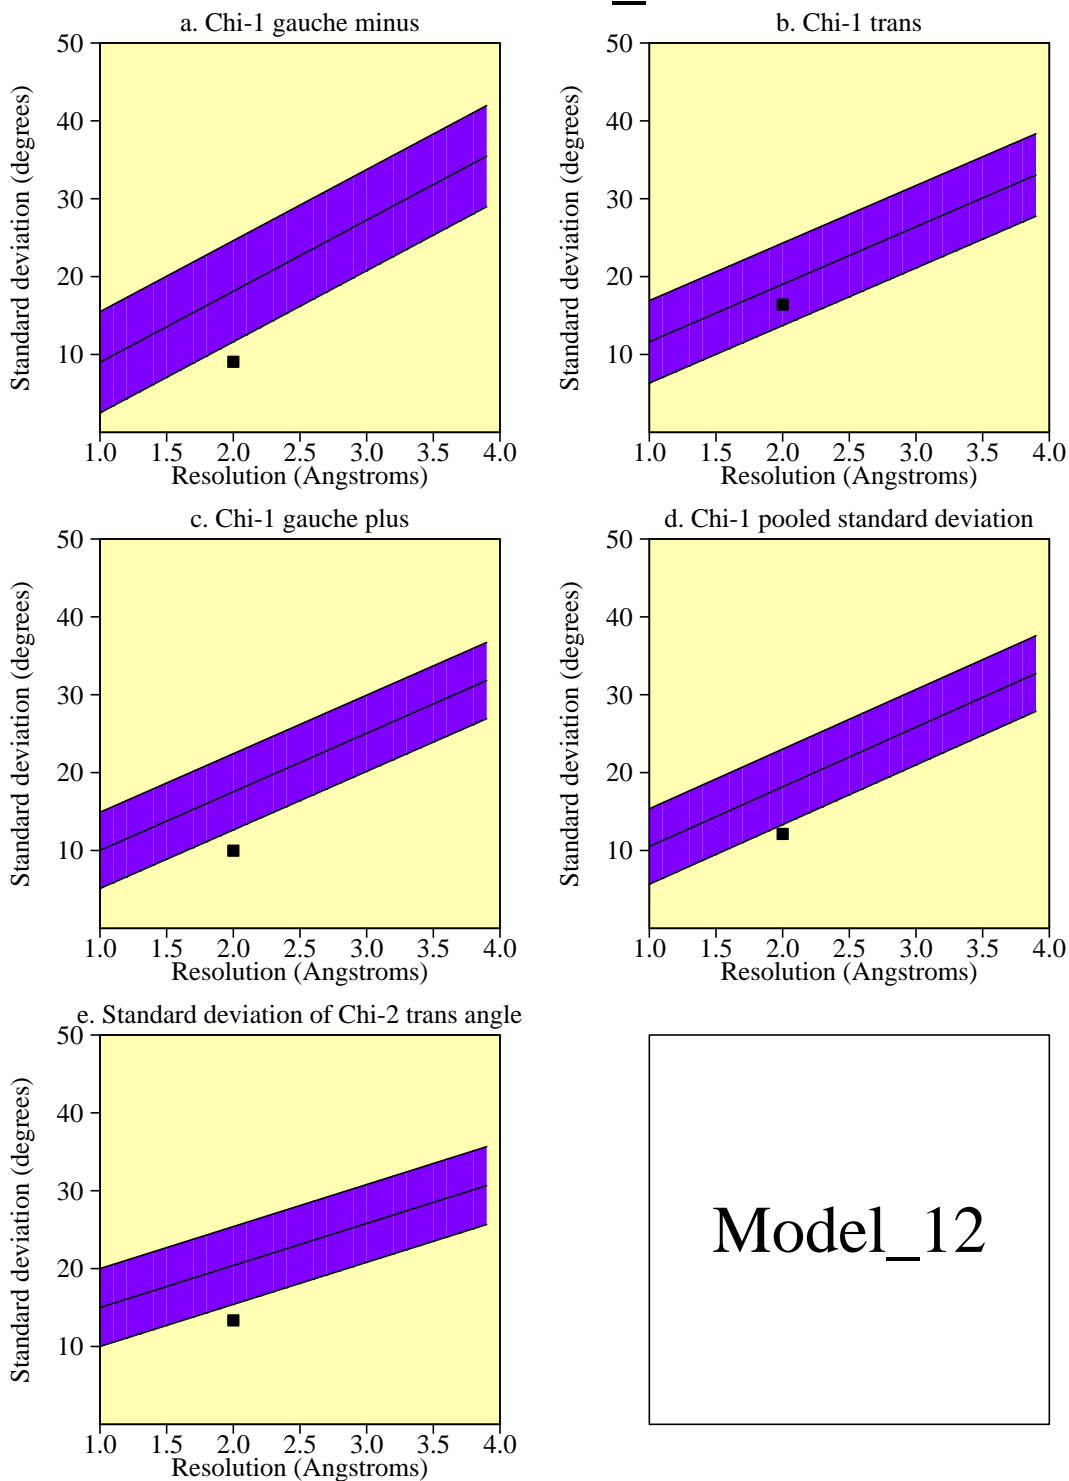 a. Chi-1 gauche minus
Standard deviation (degrees)
50
40
30
20
10
1.0 1.5 2.0 2.5 3.0 3.5 4.0
Resolution (Angstroms)
b. Chi-1 trans
Standard deviation (degrees)
50
40
30
20
10
1.0 1.5 2.0 2.5 3.0 3.5 4.0
Resolution (Angstroms)
c. Chi-1 gauche plus
Standard deviation (degrees)
50
40
30
20
10
1.0 1.5 2.0 2.5 3.0 3.5 4.0
Resolution (Angstroms)
d. Chi-1 pooled standard deviation
Standard deviation (degrees)
50
40
30
20
10
1.0 1.5 2.0 2.5 3.0 3.5 4.0
Resolution (Angstroms)
e. Standard deviation of Chi-2 trans angle
Standard deviation (degrees)
50
40
30
20
10
1.0 1.5 2.0 2.5 3.0 3.5 4.0
Resolution (Angstroms)
Model_12